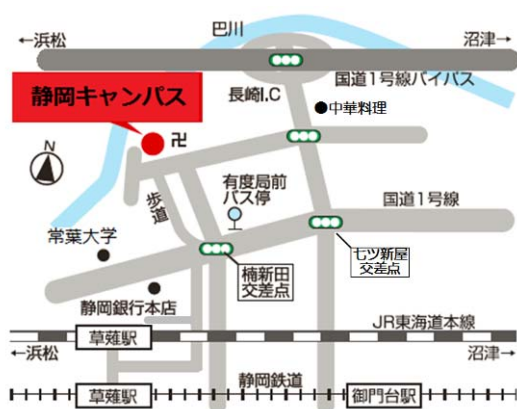 巴川
←浜松
沼津→
国道1号線バイパス
長崎I.C
静岡キャンパス
中華料理
N
卍
歩道
有度局前
バス停
国道1号線
常葉大学
七ツ新屋
交差点
楠新田
交差点
静岡銀行本店
JR東海道本線
草薙駅
←浜松
沼津→
静岡鉄道
草薙駅
御門台駅